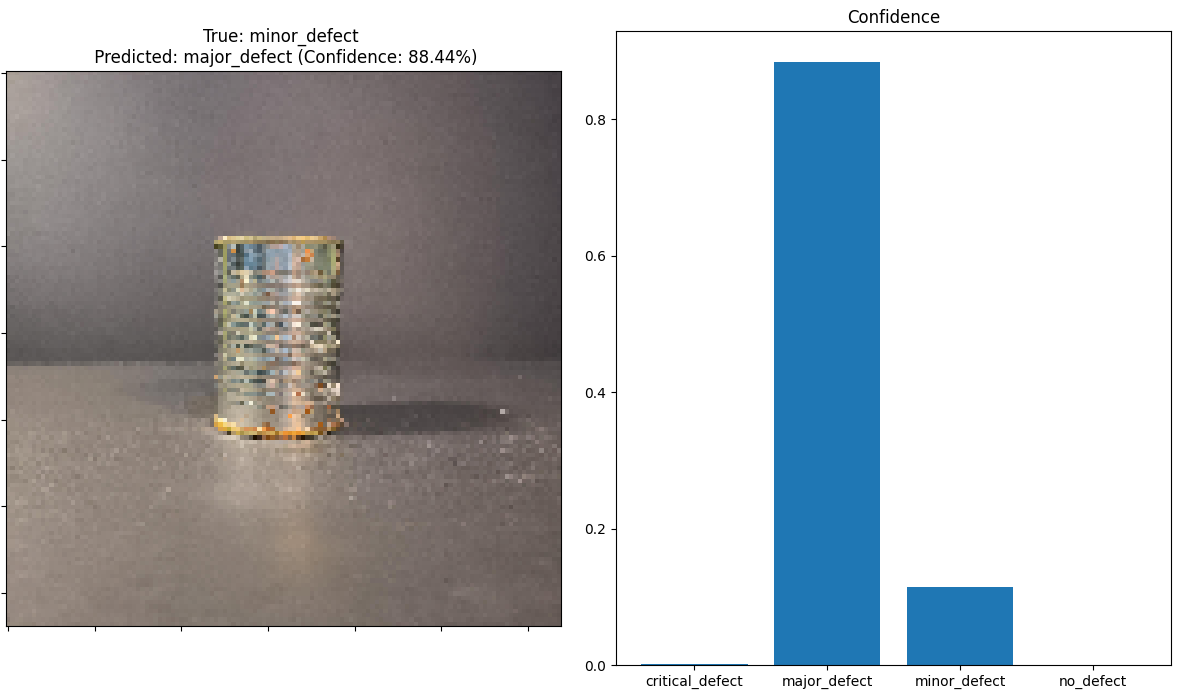 True: minor_defect
Predicted: major_defect (Confidence: 88.44%)
Confidence
0.8
0.6
0.4
0.2
0.0
critical_defect
major_defect
minor_defect
no_defect